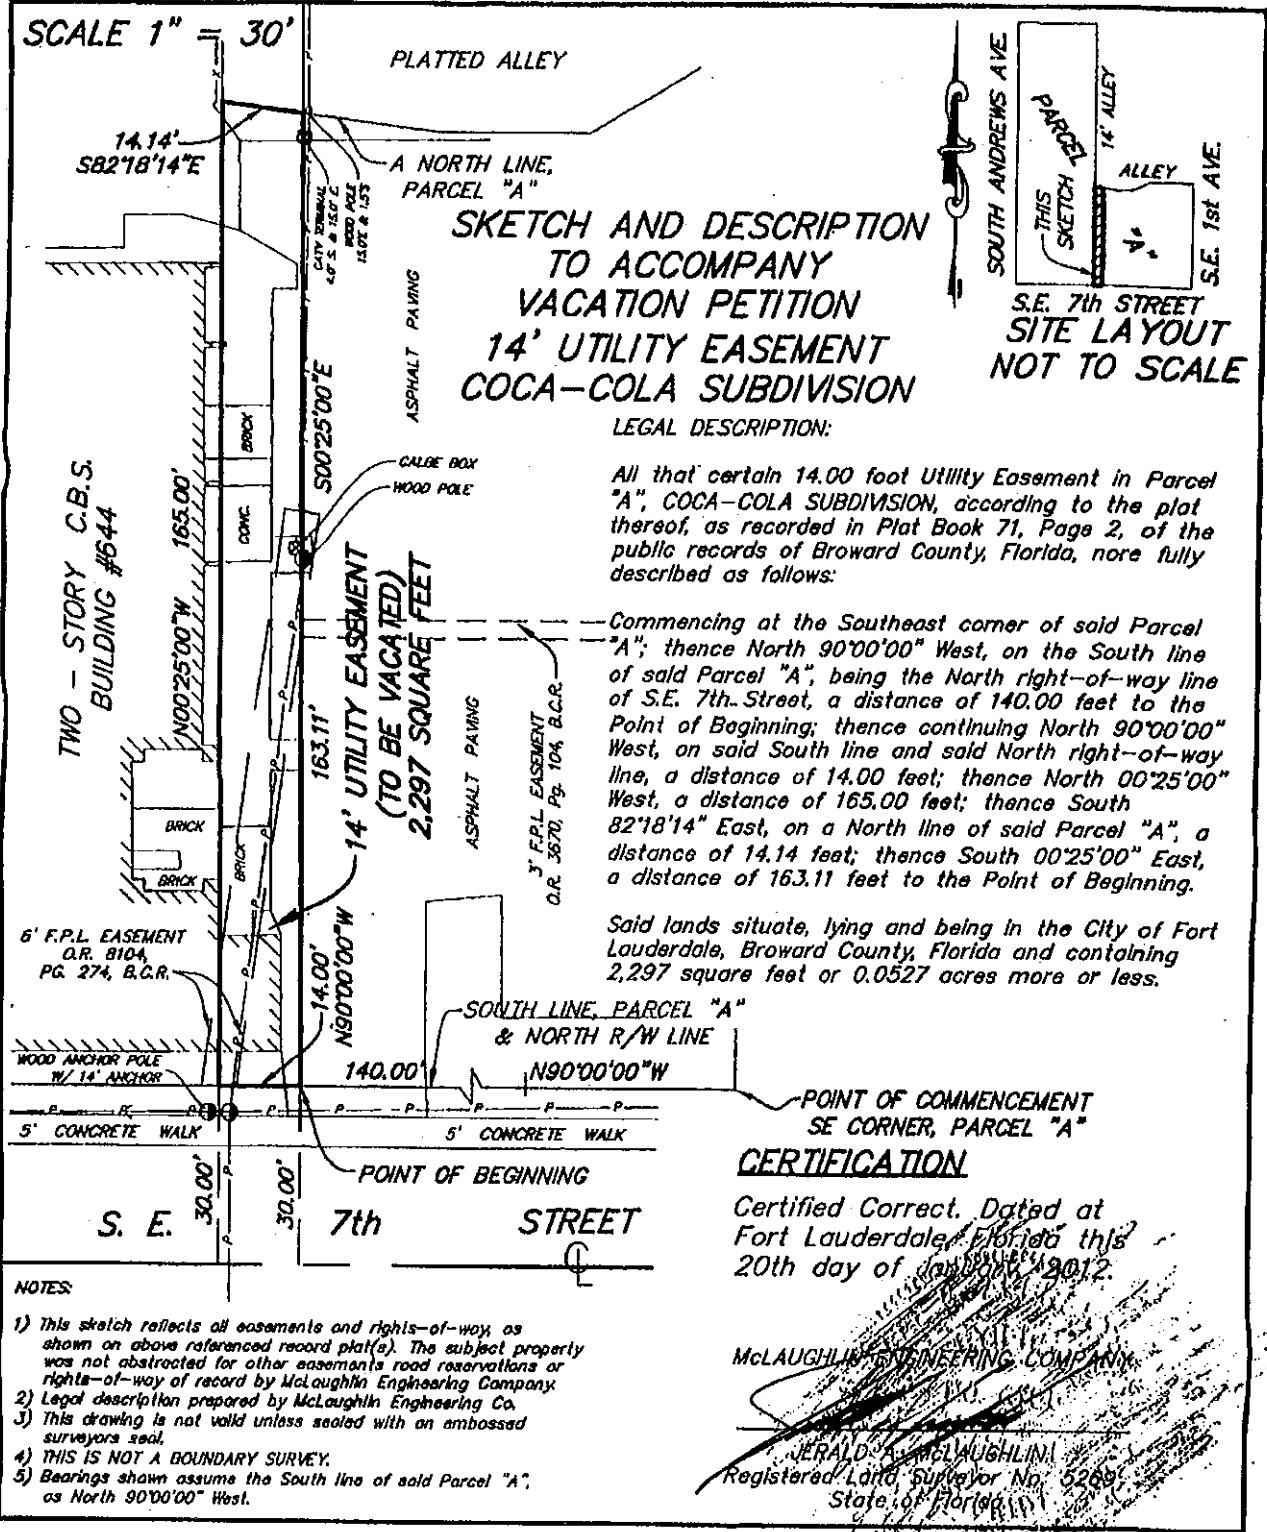 SCALE 1" = 30'
PLATTED ALLEY
14.14'
S82°18'14"E
A NORTH LINE,
PARCEL "A"
CATV TERMINAL
WOOD POLE
SOUTH ANDREWS AVE.
PARCEL
14' ALLEY
ALLEY
THIS
SKETCH
"A"
S.E. 1st AVE.
S.E. 7th STREET
SITE LAYOUT
NOT TO SCALE
SKETCH AND DESCRIPTION
TO ACCOMPANY
VACATION PETITION
14' UTILITY EASEMENT
COCA-COLA SUBDIVISION
ASPHALT PAVING
S00°25'00"E
163.11'
BRICK
CONC.
CALBE BOX
WOOD POLE
TWO - STORY C.B.S.
BUILDING #644
N00°25'00"W 165.00'
14' UTILITY EASEMENT
(TO BE VACATED)
2,297 SQUARE FEET
ASPHALT PAVING
3' F.P.L. EASEMENT
O.R. 3670, Pg. 104, B.C.R.
BRICK
BRICK
BRICK
6' F.P.L. EASEMENT
O.R. 8104,
PG. 274, B.C.R.
14.00'
N90°00'00"W
WOOD ANCHOR POLE
W/ 14' ANCHOR
SOUTH LINE, PARCEL "A"
& NORTH R/W LINE
140.00' N90°00'00"W
5' CONCRETE WALK
5' CONCRETE WALK
POINT OF COMMENCEMENT
SE CORNER, PARCEL "A"
POINT OF BEGINNING
30.00'
30.00'
S. E. 7th STREET
LEGAL DESCRIPTION:
All that certain 14.00 foot Utility Easement in Parcel
"A", COCA-COLA SUBDIVISION, according to the plat
thereof, as recorded in Plat Book 71, Page 2, of the
public records of Broward County, Florida, nore fully
described as follows:
Commencing at the Southeast corner of said Parcel
"A"; thence North 90°00'00" West, on the South line
of said Parcel "A", being the North right-of-way line
of S.E. 7th. Street, a distance of 140.00 feet to the
Point of Beginning; thence continuing North 90°00'00"
West, on said South line and said North right-of-way
line, a distance of 14.00 feet; thence North 00°25'00"
West, a distance of 165.00 feet; thence South
82°18'14" East, on a North line of said Parcel "A", a
distance of 14.14 feet; thence South 00°25'00" East,
a distance of 163.11 feet to the Point of Beginning.
Said lands situate, lying and being in the City of Fort
Lauderdale, Broward County, Florida and containing
2,297 square feet or 0.0527 acres more or less.
CERTIFICATION
Certified Correct. Dated at
Fort Lauderdale, Florida this
20th day of January, 2012.
McLAUGHLIN ENGINEERING COMPANY
JERALD A. McLAUGHLIN
Registered Land Surveyor No. 5269
State of Florida
NOTES:
1) This sketch reflects all easements and rights-of-way, as
shown on above referenced record plat(s). The subject property
was not abstracted for other easements road reservations or
rights-of-way of record by McLaughlin Engineering Company.
2) Legal description prepared by McLaughlin Engineering Co.
3) This drawing is not valid unless sealed with an embossed
surveyors seal.
4) THIS IS NOT A BOUNDARY SURVEY.
5) Bearings shown assume the South line of said Parcel "A",
as North 90°00'00" West.